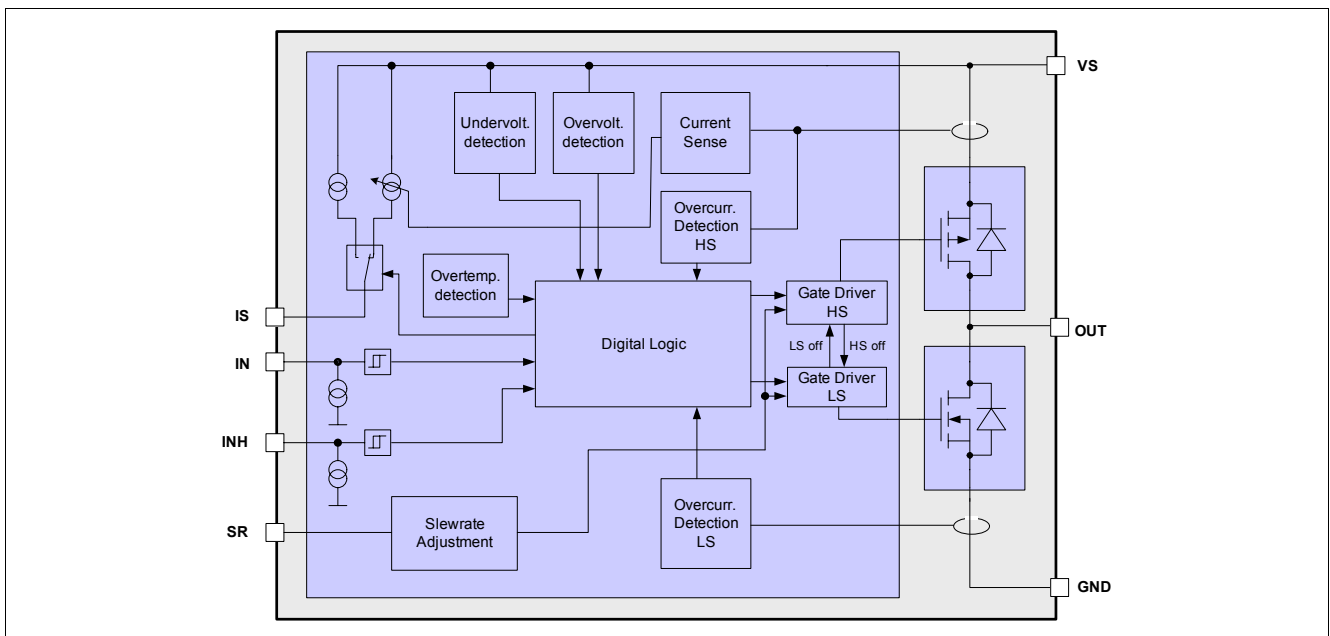 VS
Undervolt.
detection
Overvolt.
detection
Current
Sense
Overcurr.
Detection
HS
Overtemp.
detection
Gate Driver
HS
IS
OUT
Digital Logic
LS off
HS off
IN
Gate Driver
LS
INH
Overcurr.
Detection
LS
SR
Slewrate
Adjustment
GND